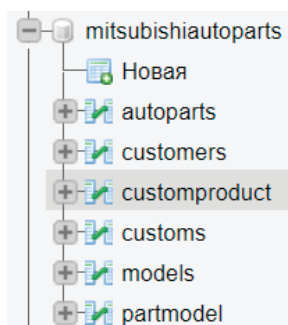 mitsubishiautoparts
Новая
autoparts
customers
customproduct
customs
models
partmodel